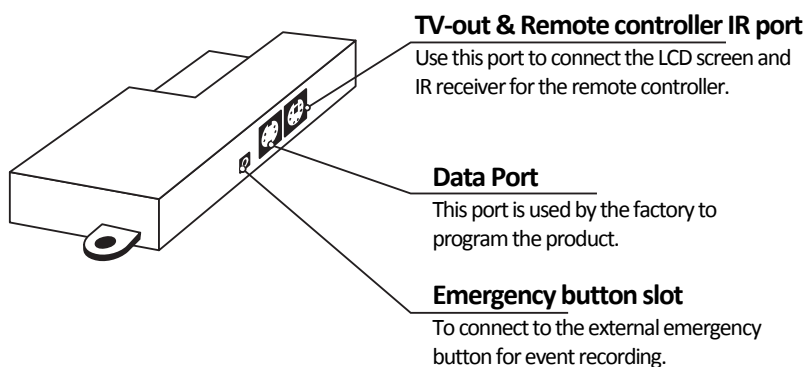 TV-out & Remote controller IR port
Use this port to connect the LCD screen and
IR receiver for the remote controller.
Data Port
This port is used by the factory to
program the product.
Emergency button slot
To connect to the external emergency
button for event recording.